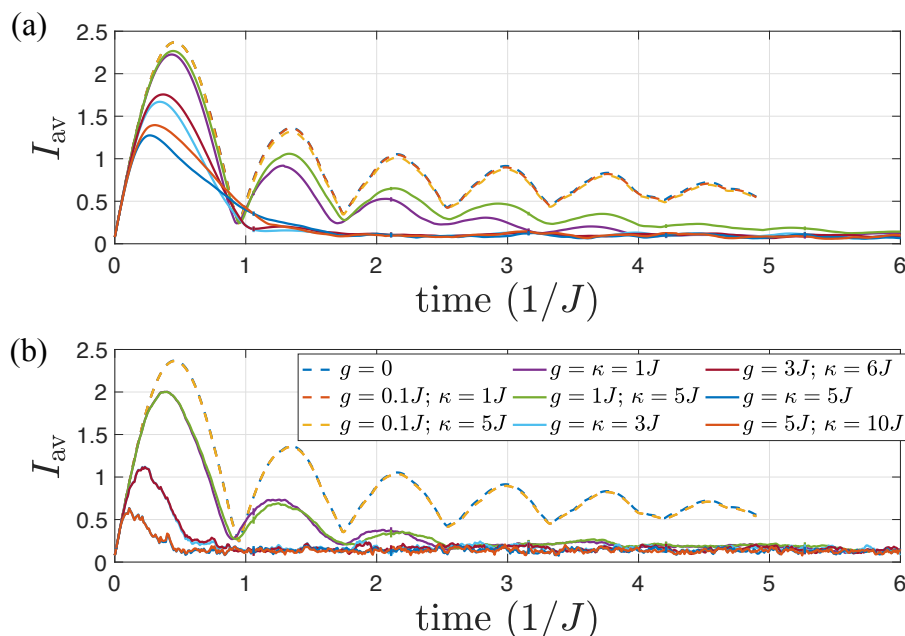 (a)
2.5
2
1.5
1
0.5
0
I_av
0 1 2 3 4 5 6
time (1/J)
(b)
2.5
2
1.5
1
0.5
0
I_av
g = 0
g = κ = 1J
g = 3J; κ = 6J
g = 0.1J; κ = 1J
g = 1J; κ = 5J
g = κ = 5J
g = 0.1J; κ = 5J
g = κ = 3J
g = 5J; κ = 10J
0 1 2 3 4 5 6
time (1/J)